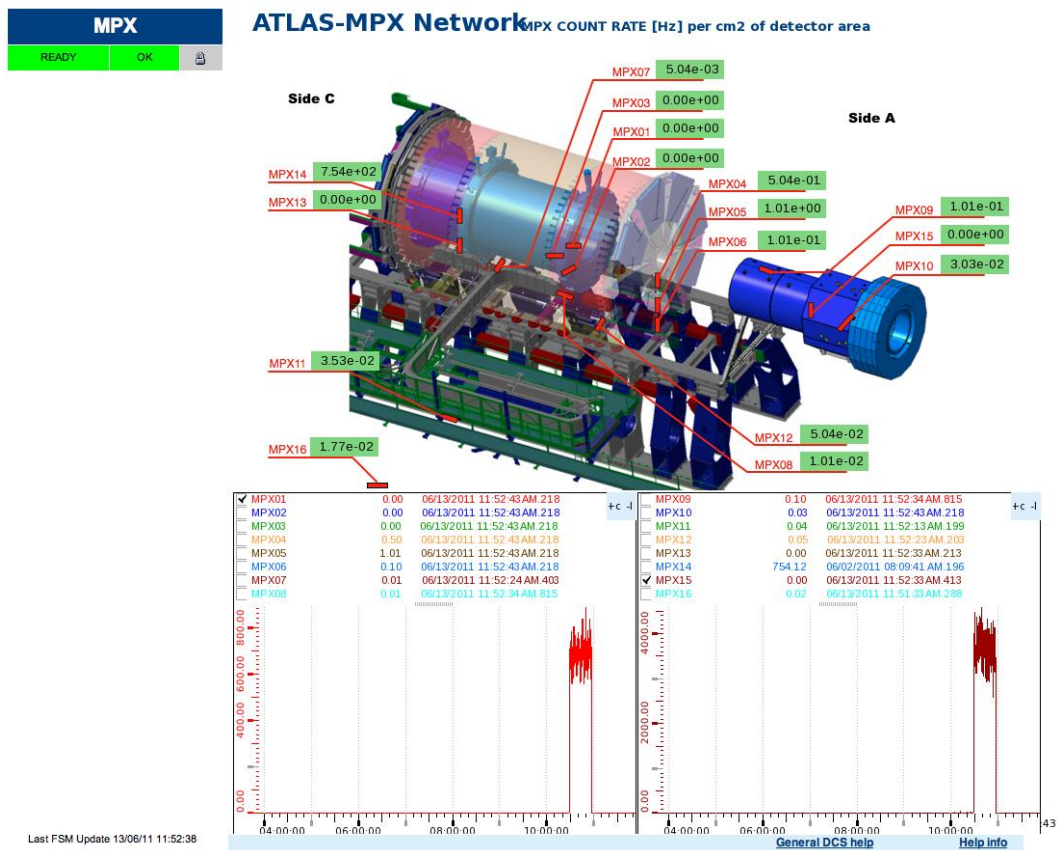 MPX
READY OK
ATLAS-MPX Network
MPX COUNT RATE [Hz] per cm2 of detector area
Side C
Side A
MPX07 5.04e-03
MPX03 0.00e+00
MPX01 0.00e+00
MPX02 0.00e+00
MPX14 7.54e+02
MPX13 0.00e+00
MPX04 5.04e-01
MPX05 1.01e+00
MPX06 1.01e-01
MPX09 1.01e-01
MPX15 0.00e+00
MPX10 3.03e-02
MPX11 3.53e-02
MPX12 5.04e-02
MPX08 1.01e-02
MPX16 1.77e-02
MPX01 0.00 06/13/2011 11:52:43 AM.218
MPX02 0.00 06/13/2011 11:52:43 AM.218
MPX03 0.00 06/13/2011 11:52:43 AM.218
MPX04 0.50 06/13/2011 11:52:43 AM.218
MPX05 1.01 06/13/2011 11:52:43 AM.218
MPX06 0.10 06/13/2011 11:52:43 AM.218
MPX07 0.01 06/13/2011 11:52:24 AM.403
MPX08 0.01 06/13/2011 11:52:34 AM.815
+c -l
MPX09 0.10 06/13/2011 11:52:34 AM.815
MPX10 0.03 06/13/2011 11:52:43 AM.218
MPX11 0.04 06/13/2011 11:52:13 AM.199
MPX12 0.05 06/13/2011 11:52:23 AM.203
MPX13 0.00 06/13/2011 11:52:33 AM.213
MPX14 754.12 06/02/2011 08:09:41 AM.196
MPX15 0.00 06/13/2011 11:52:33 AM.413
MPX16 0.02 06/13/2011 11:51:33 AM.288
+c -l
800.00
600.00
400.00
0.00
04:00:00 06:00:00 08:00:00 10:00:00
4000.00
2000.00
0.00
04:00:00 06:00:00 08:00:00 10:00:00 :43
Last FSM Update 13/06/11 11:52:38
General DCS help Help info